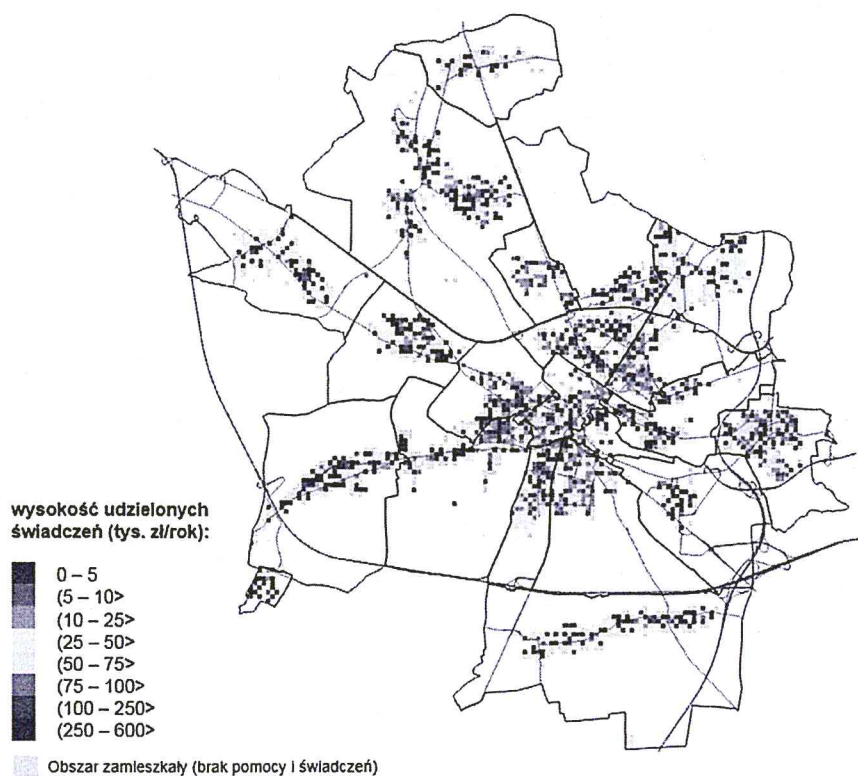 wysokość udzielonych
świadczeń (tys. zł/rok):
0 – 5
(5 – 10>
(10 – 25>
(25 – 50>
(50 – 75>
(75 – 100>
(100 – 250>
(250 – 600>
Obszar zamieszkały (brak pomocy i świadczeń)